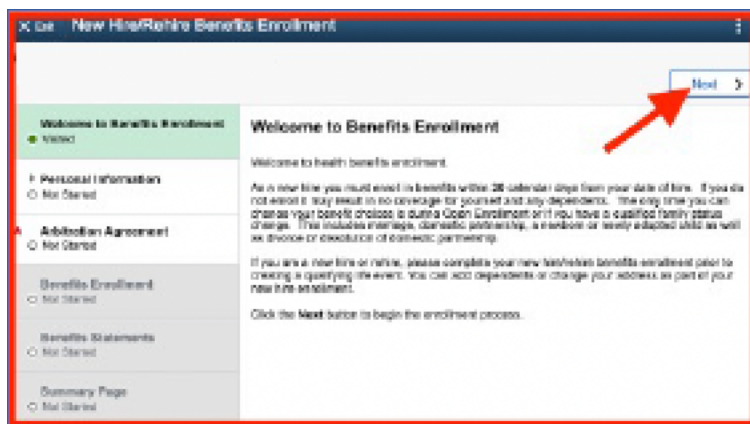 × Exit New Hire/Rehire Benefits Enrollment
Next >
Welcome to Benefits Enrollment
Visited
Personal Information
Not Started
Arbitration Agreement
Not Started
Benefits Enrollment
Not Started
Benefits Statements
Not Started
Summary Page
Not Started
Welcome to Benefits Enrollment
Welcome to health benefits enrollment.
As a new hire you must enroll in benefits within 30 calendar days from your date of hire. If you do
not enroll it may result in no coverage for yourself and any dependents. The only time you can
change your benefit choices is during Open Enrollment or if you have a qualified family status
change. This includes marriage, domestic partnership, a newborn or newly adopted child as well
as divorce or dissolution of domestic partnership.
If you are a new hire or rehire, please complete your new hire/rehire benefits enrollment prior to
creating a qualifying life event. You can add dependents or change your address as part of your
new hire enrollment.
Click the Next button to begin the enrollment process.